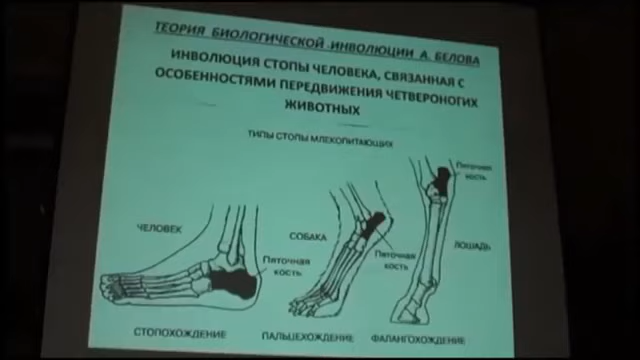 ТЕОРИЯ БИОЛОГИЧЕСКОЙ ИНВОЛЮЦИИ А. БЕЛОВА
ИНВОЛЮЦИЯ СТОПЫ ЧЕЛОВЕКА, СВЯЗАННАЯ С
ОСОБЕННОСТЯМИ ПЕРЕДВИЖЕНИЯ ЧЕТВЕРОНОГИХ
ЖИВОТНЫХ
ТИПЫ СТОПЫ МЛЕКОПИТАЮЩИХ
ЧЕЛОВЕК
Пяточная
кость
СТОПОХОЖДЕНИЕ
СОБАКА
Пяточная
кость
ПАЛЬЦЕХОЖДЕНИЕ
Пяточная
кость
ЛОШАДЬ
ФАЛАНГОХОЖДЕНИЕ